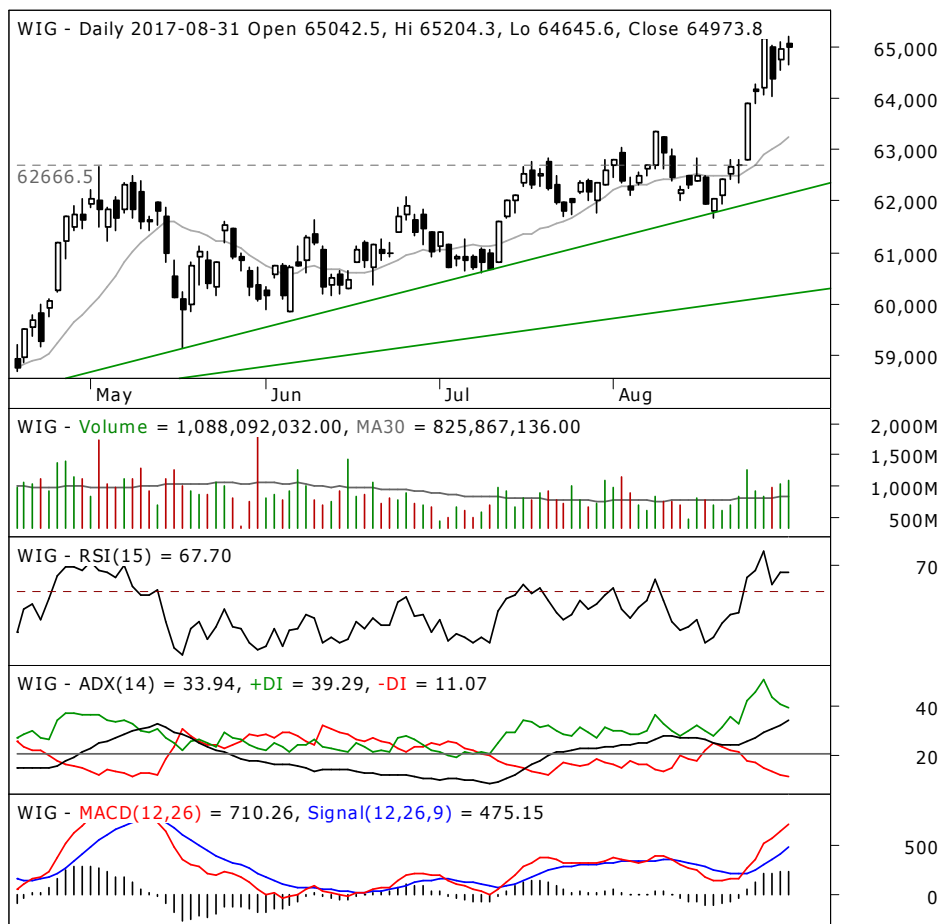 WIG - Daily 2017-08-31 Open 65042.5, Hi 65204.3, Lo 64645.6, Close 64973.8
65,000
64,000
63,000
62666.5
62,000
61,000
60,000
59,000
May Jun Jul Aug
WIG - Volume = 1,088,092,032.00, MA30 = 825,867,136.00
2,000M
1,500M
1,000M
500M
WIG - RSI(15) = 67.70
70
WIG - ADX(14) = 33.94, +DI = 39.29, -DI = 11.07
40
20
WIG - MACD(12,26) = 710.26, Signal(12,26,9) = 475.15
500
0